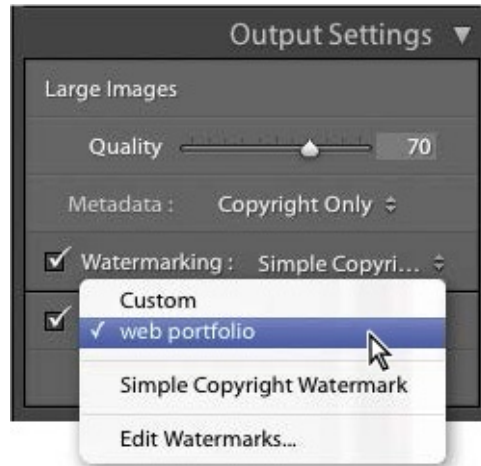 Output Settings ▼
Large Images
Quality 70
Metadata : Copyright Only
Watermarking : Simple Copyri...
Custom
✓ web portfolio
Simple Copyright Watermark
Edit Watermarks...